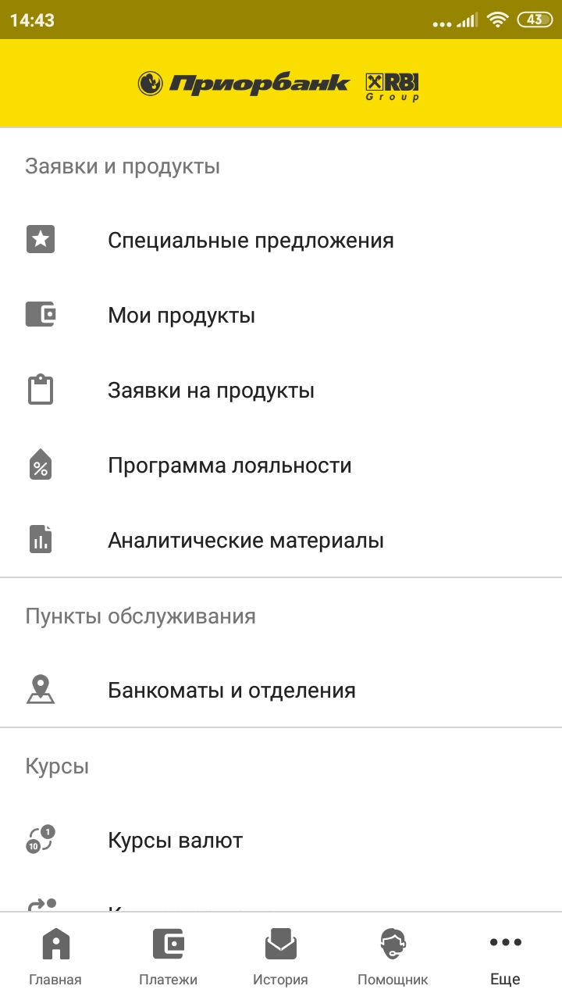 14:43
43
Приорбанк RBI
Group
Заявки и продукты
Специальные предложения
Мои продукты
Заявки на продукты
%
Программа лояльности
Аналитические материалы
Пункты обслуживания
Банкоматы и отделения
Курсы
1
10
Курсы валют
Главная
Платежи
История
Помощник
Еще